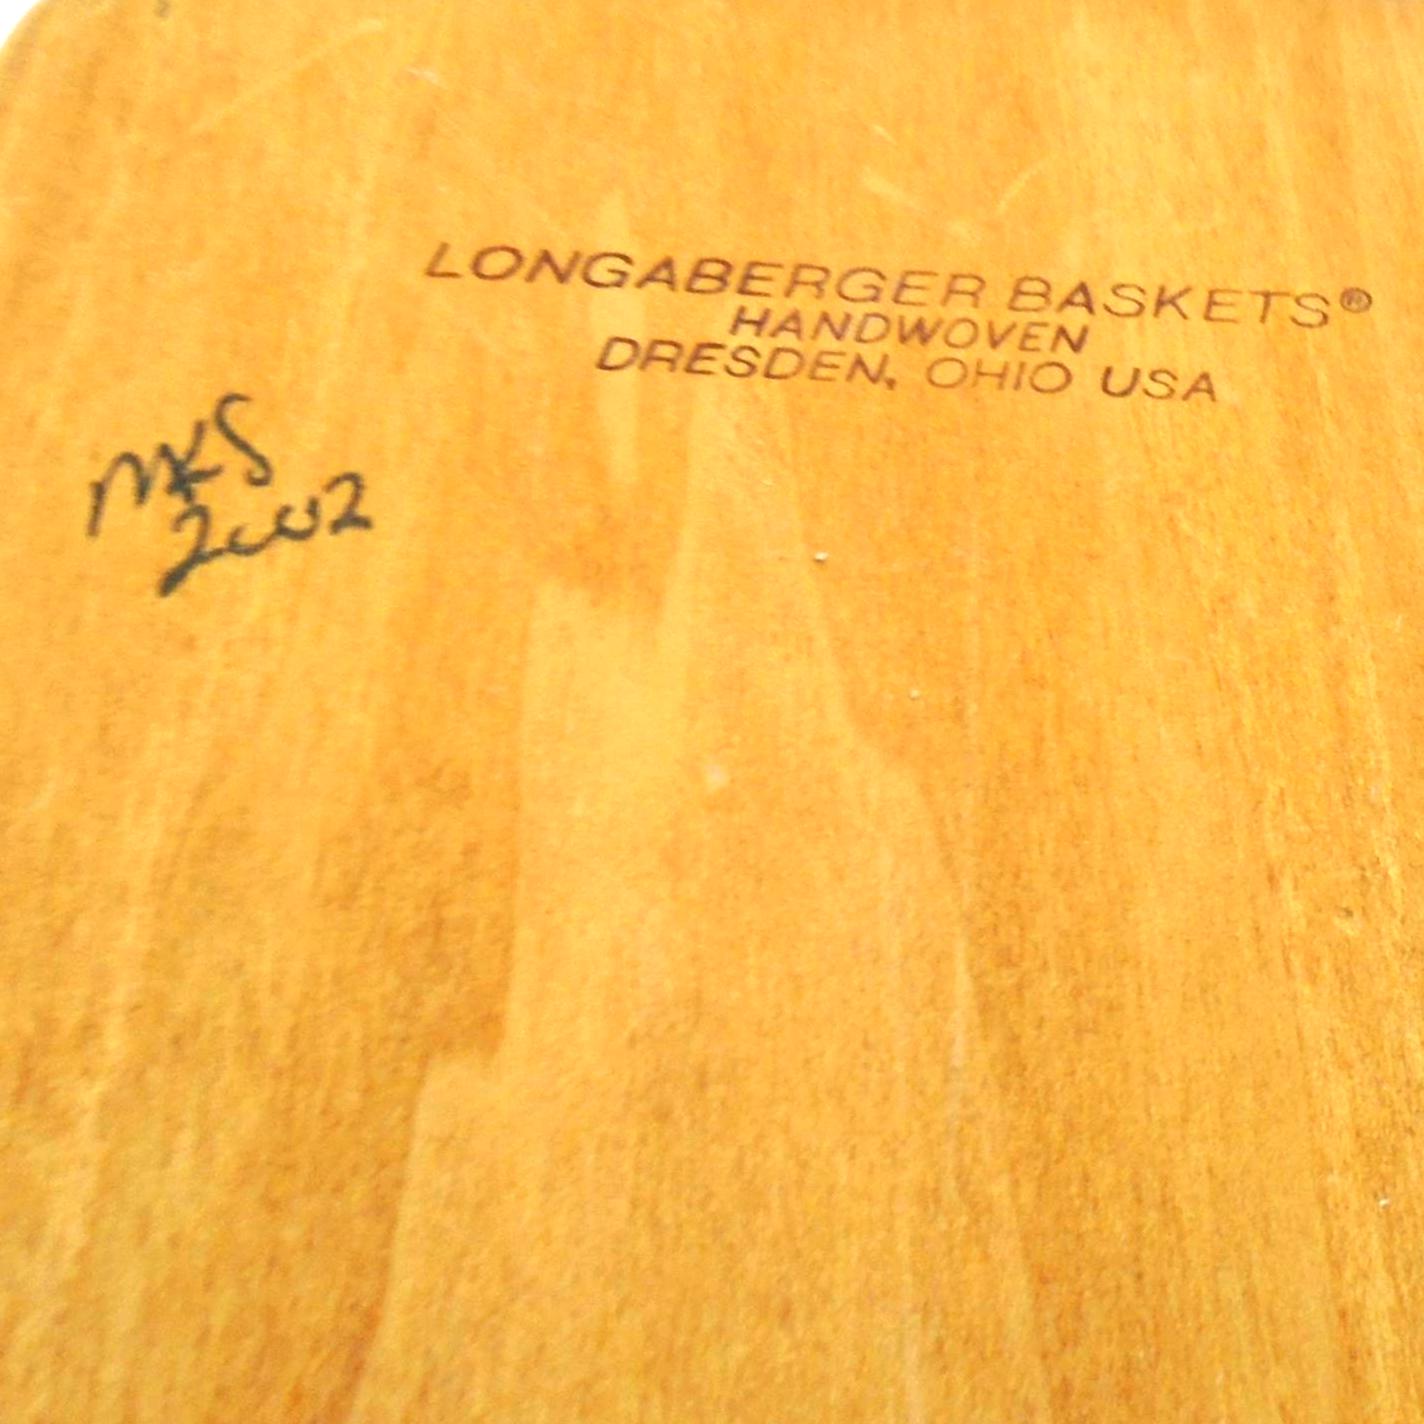 LONGABERGER BASKETS®
HANDWOVEN
DRESDEN, OHIO USA
MKS
2002